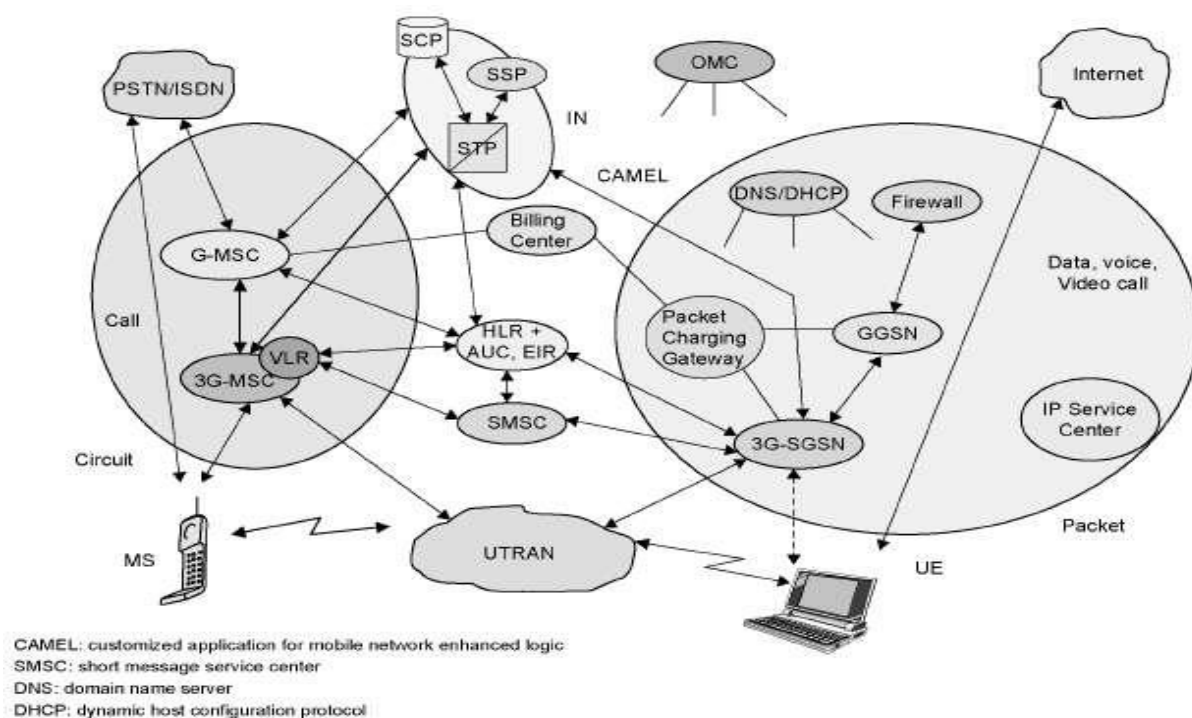 SCP
SSP
STP
IN
OMC
Internet
PSTN/ISDN
CAMEL
DNS/DHCP
Firewall
Billing
Center
G-MSC
Data, voice,
Video call
Call
Packet
Charging
Gateway
GGSN
HLR +
AUC, EIR
VLR
3G-MSC
SMSC
3G-SGSN
IP Service
Center
Circuit
Packet
MS
UTRAN
UE
CAMEL: customized application for mobile network enhanced logic
SMSC: short message service center
DNS: domain name server
DHCP: dynamic host configuration protocol